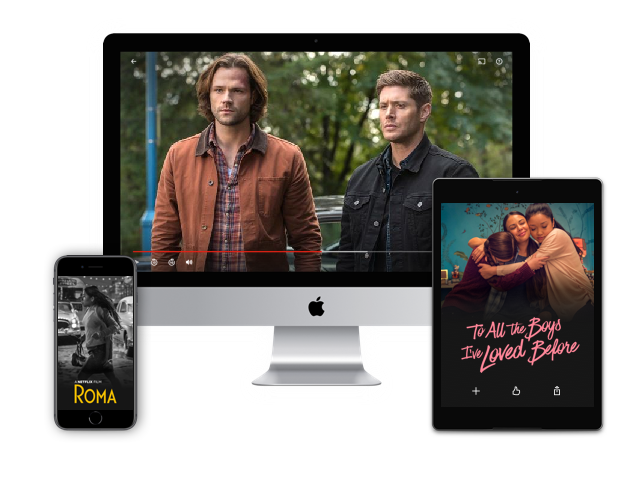 A NETFLIX FILM
ROMA
To All the Boys
I've Loved Before